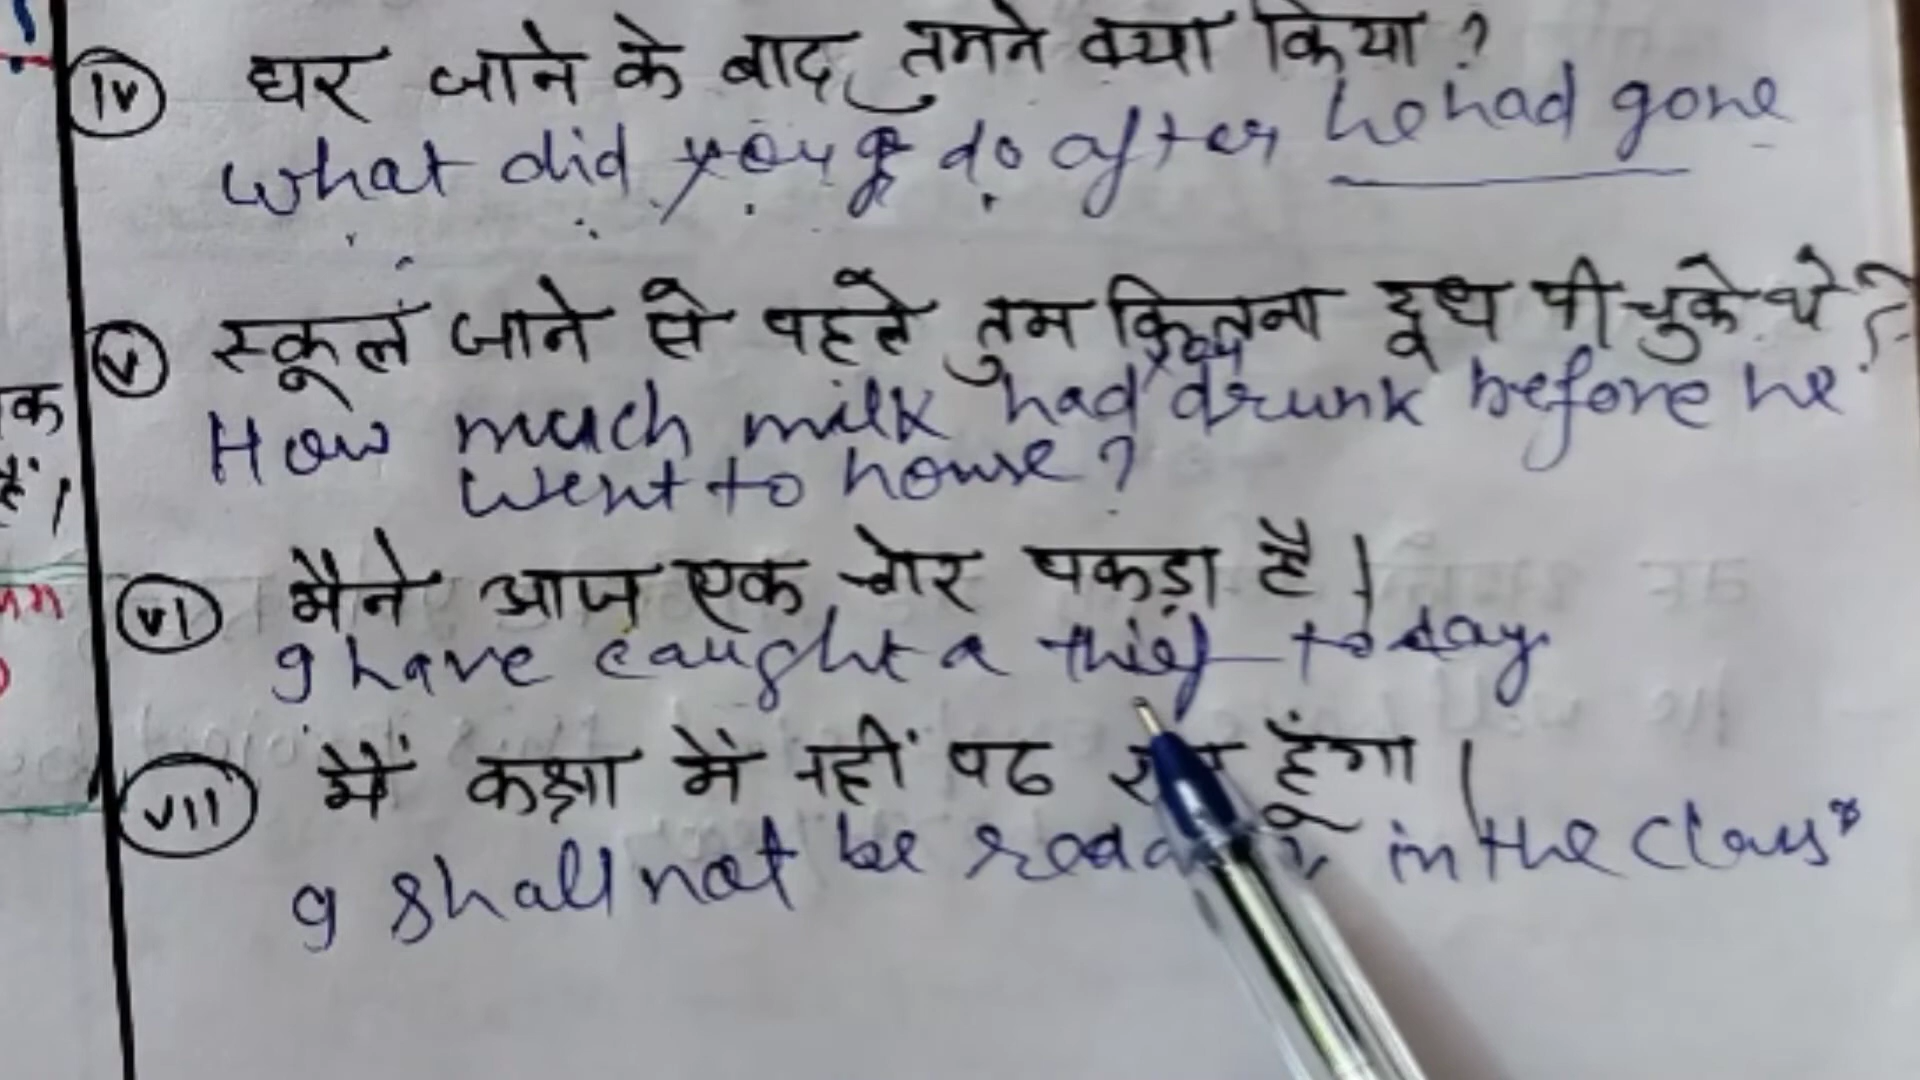 iv घर जाने के बाद तुमने क्या किया ?
what did you do after he had gone
v स्कूल जाने से पहले तुम कितना दूध पी चुके थे ?
you
How much milk had drunk before he
went to house ?
vi मैने आज एक चोर पकड़ा है ।
I have caught a thief today
vii मैं कक्षा में नहीं पढ हूँगा ।
I shall not be in the class